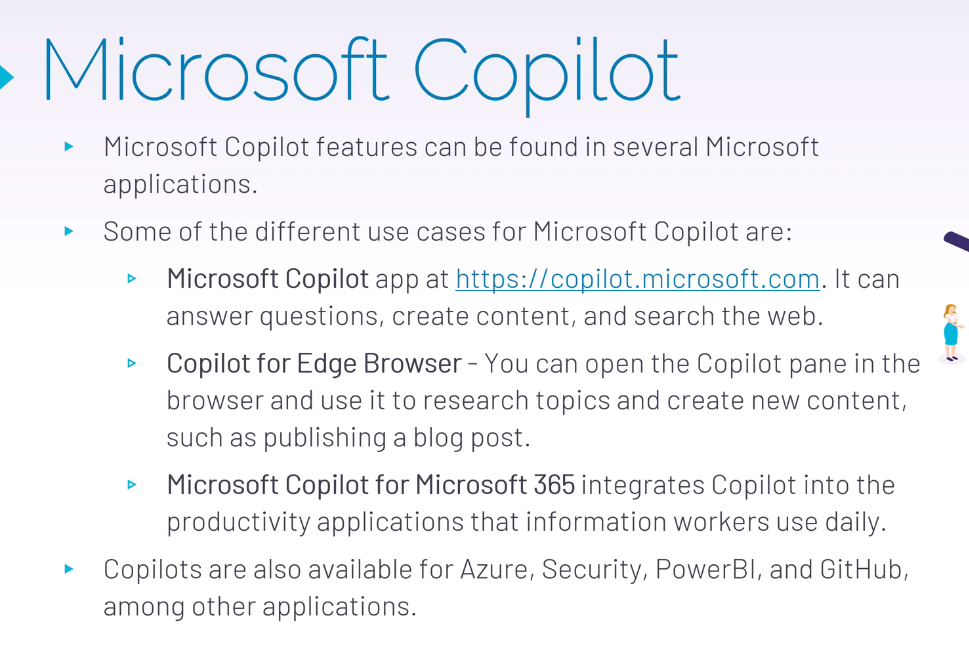 Microsoft Copilot
Microsoft Copilot features can be found in several Microsoft
applications.
Some of the different use cases for Microsoft Copilot are:
Microsoft Copilot app at https://copilot.microsoft.com. It can
answer questions, create content, and search the web.
Copilot for Edge Browser - You can open the Copilot pane in the
browser and use it to research topics and create new content,
such as publishing a blog post.
Microsoft Copilot for Microsoft 365 integrates Copilot into the
productivity applications that information workers use daily.
Copilots are also available for Azure, Security, PowerBI, and GitHub,
among other applications.